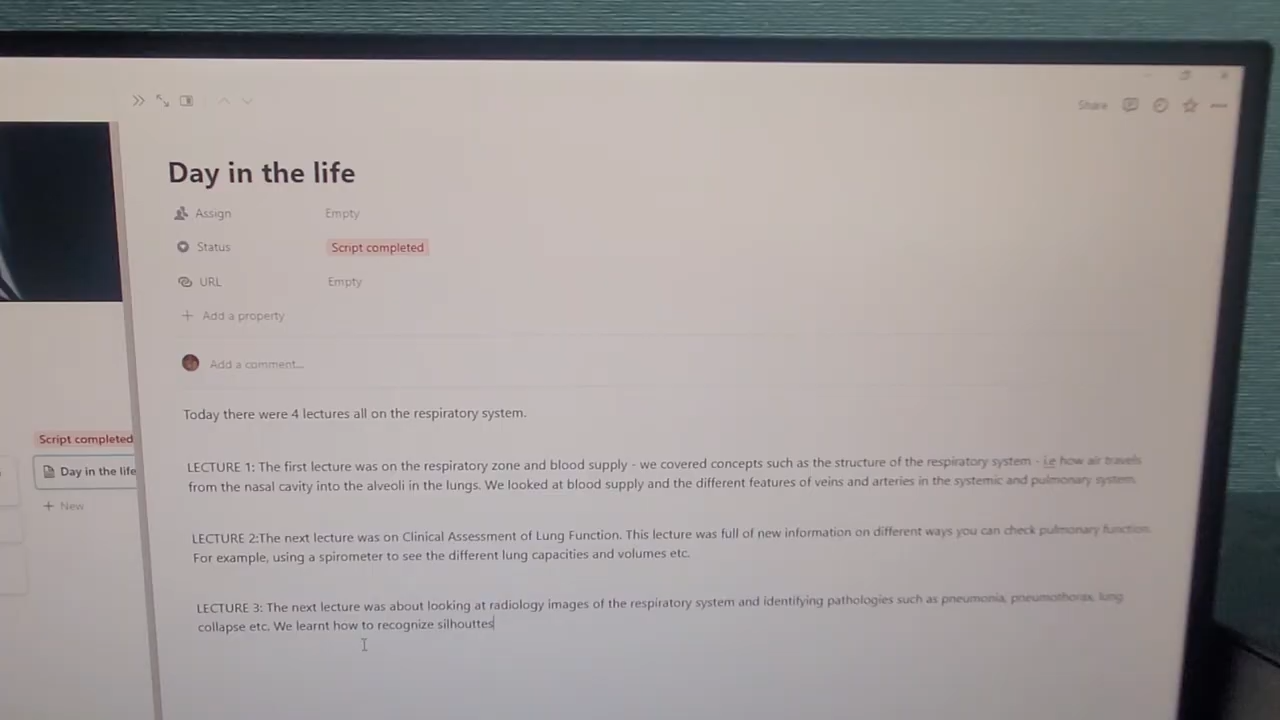 Share
Day in the life
Assign Empty
Status Script completed
URL Empty
+ Add a property
Add a comment...
Today there were 4 lectures all on the respiratory system.
Script completed
Day in the life
+ New
LECTURE 1: The first lecture was on the respiratory zone and blood supply - we covered concepts such as the structure of the respiratory system - i.e how air travels
from the nasal cavity into the alveoli in the lungs. We looked at blood supply and the different features of veins and arteries in the systemic and pulmonary system.
LECTURE 2:The next lecture was on Clinical Assessment of Lung Function. This lecture was full of new information on different ways you can check pulmonary function.
For example, using a spirometer to see the different lung capacities and volumes etc.
LECTURE 3: The next lecture was about looking at radiology images of the respiratory system and identifying pathologies such as pneumonia, pneumothorax, lung
collapse etc. We learnt how to recognize silhouttes